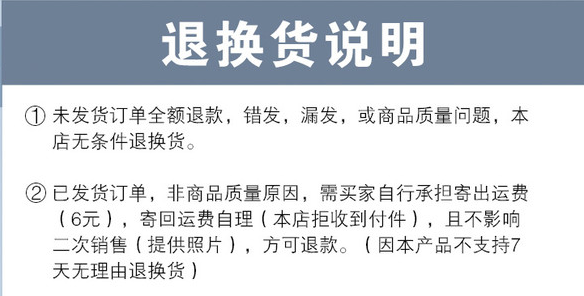 退换货说明
① 未发货订单全额退款，错发，漏发，或商品质量问题，本
店无条件退换货。
② 已发货订单，非商品质量原因，需买家自行承担寄出运费
（6元），寄回运费自理（本店拒收到付件），且不影响
二次销售（提供照片），方可退款。（因本产品不支持7
天无理由退换货）